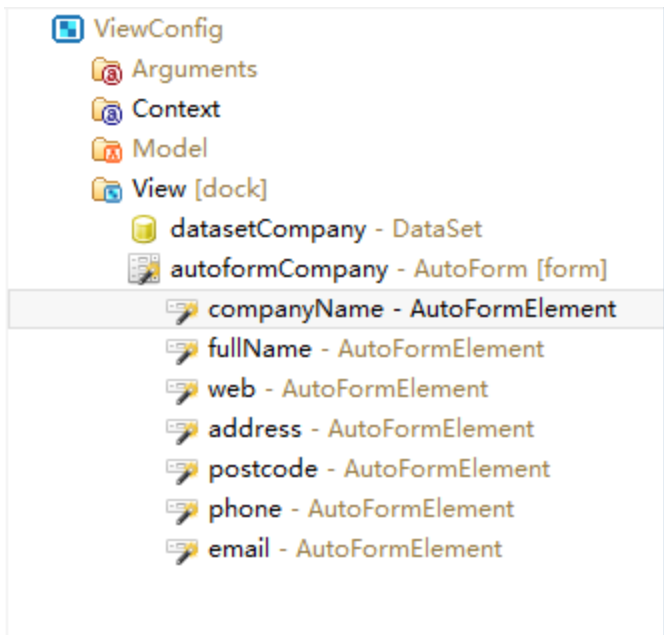 ViewConfig
Arguments
Context
Model
View [dock]
datasetCompany - DataSet
autoformCompany - AutoForm [form]
companyName - AutoFormElement
fullName - AutoFormElement
web - AutoFormElement
address - AutoFormElement
postcode - AutoFormElement
phone - AutoFormElement
email - AutoFormElement